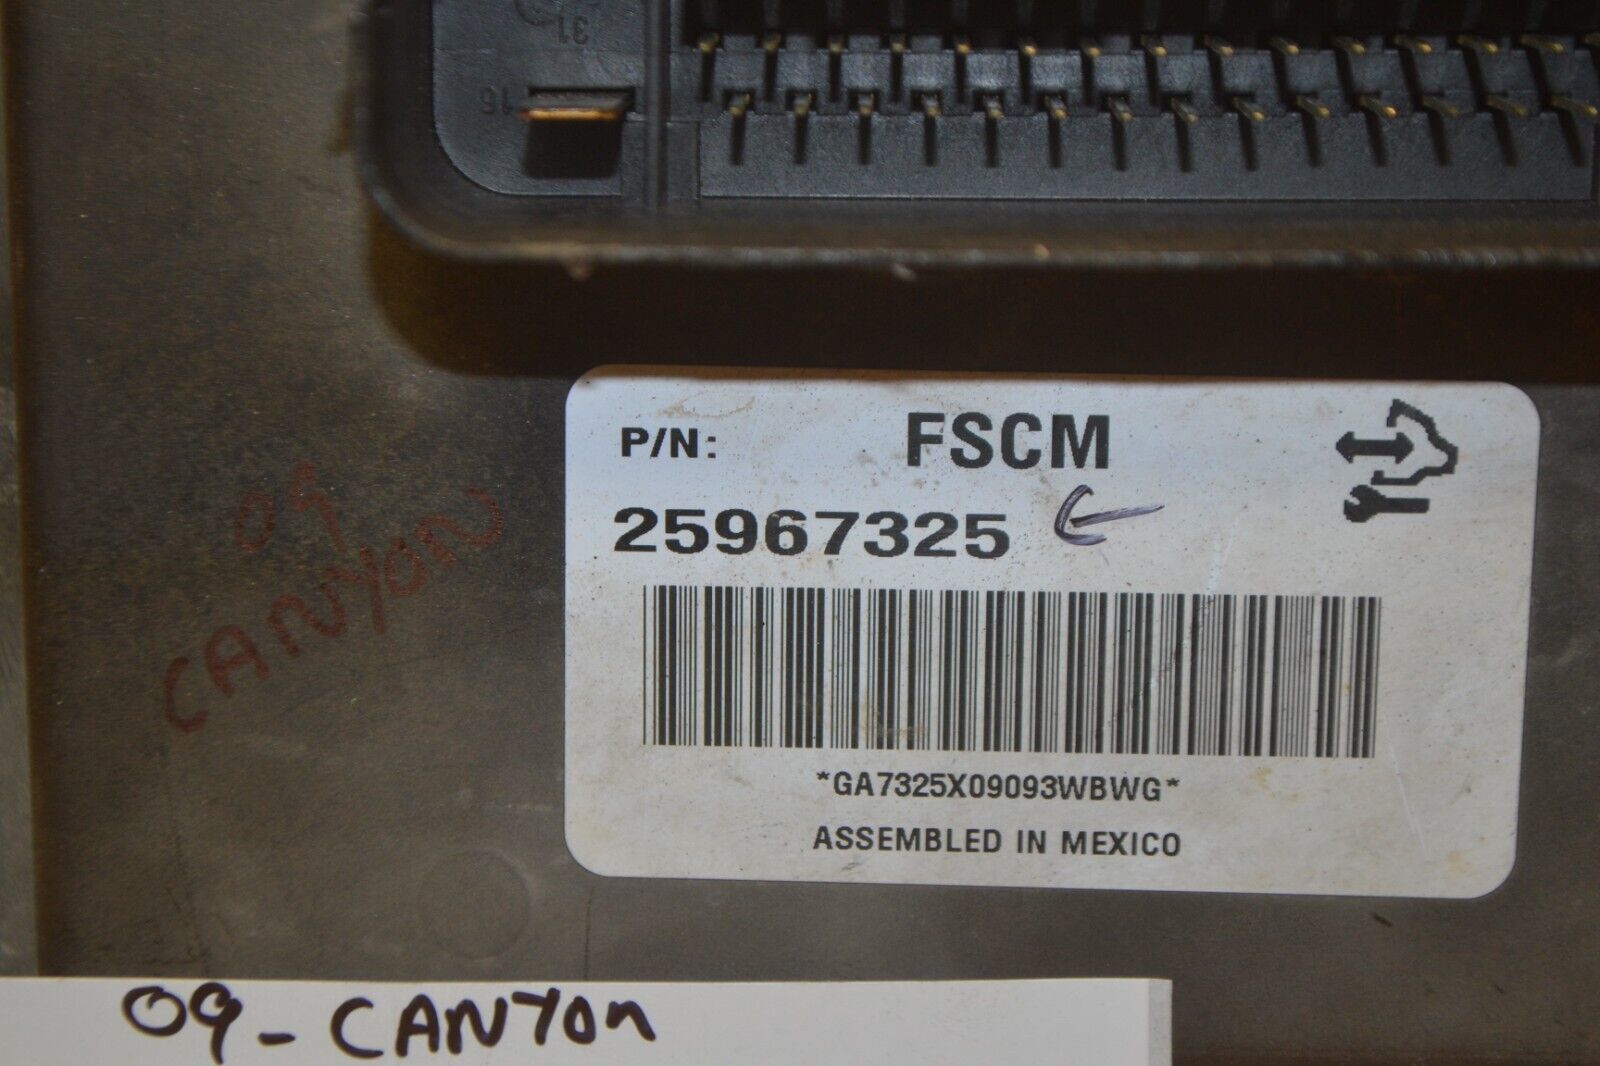 31
16
P/N: FSCM
25967325
*GA7325X09093WBWG*
ASSEMBLED IN MEXICO
09
CANYON
09 - CANYON